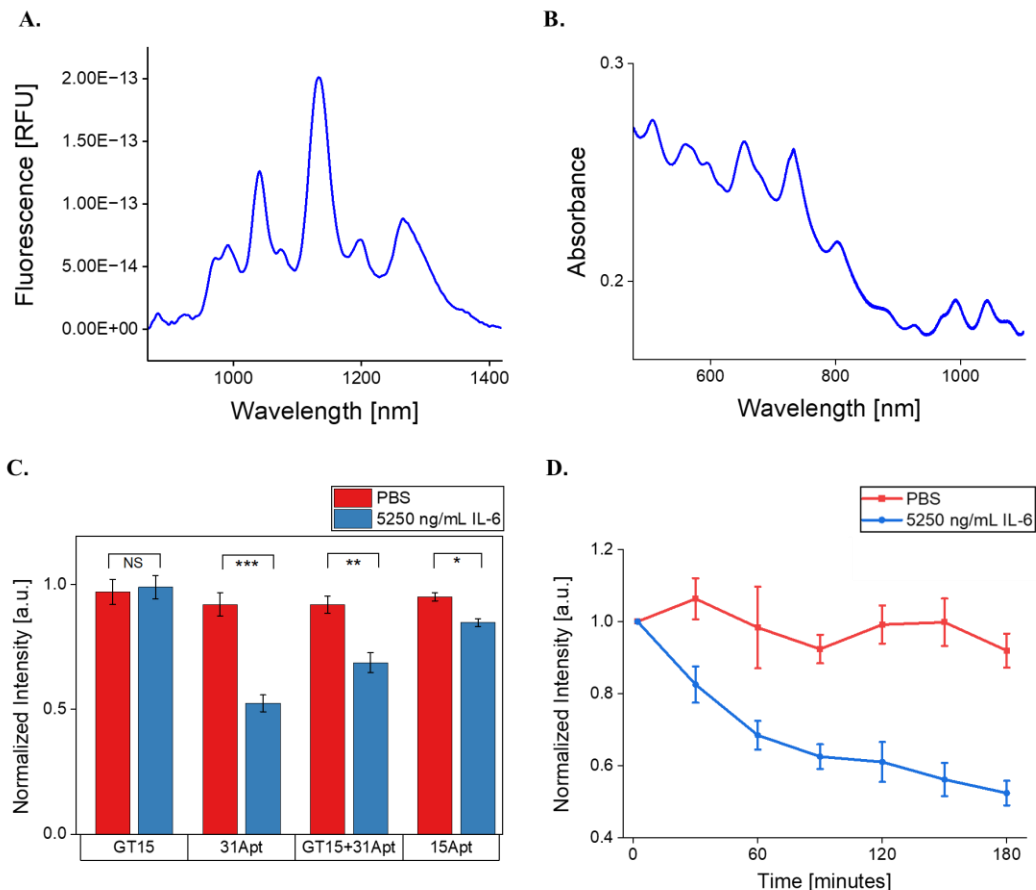 A.
Fluorescence [RFU]
2.00E−13
1.50E−13
1.00E−13
5.00E−14
0.00E+00
1000
1200
1400
Wavelength [nm]
B.
Absorbance
0.3
0.2
600
800
1000
Wavelength [nm]
C.
PBS
5250 ng/mL IL-6
Normalized Intensity [a.u.]
1.0
0.5
0.0
NS
***
**
*
GT15
31Apt
GT15+31Apt
15Apt
D.
PBS
5250 ng/mL IL-6
Normalized Intensity [a.u.]
1.2
1.0
0.8
0.6
0.4
0
60
120
180
Time [minutes]